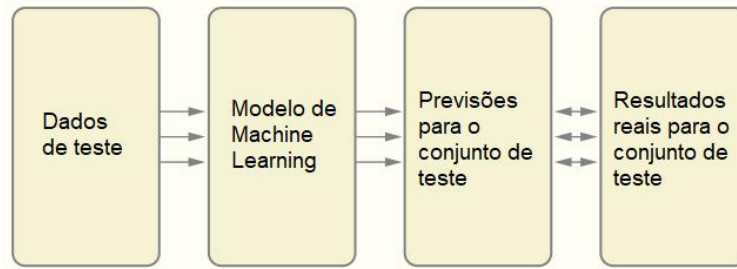 Dados
de teste
Modelo de
Machine
Learning
Previsões
para o
conjunto de
teste
Resultados
reais para o
conjunto de
teste